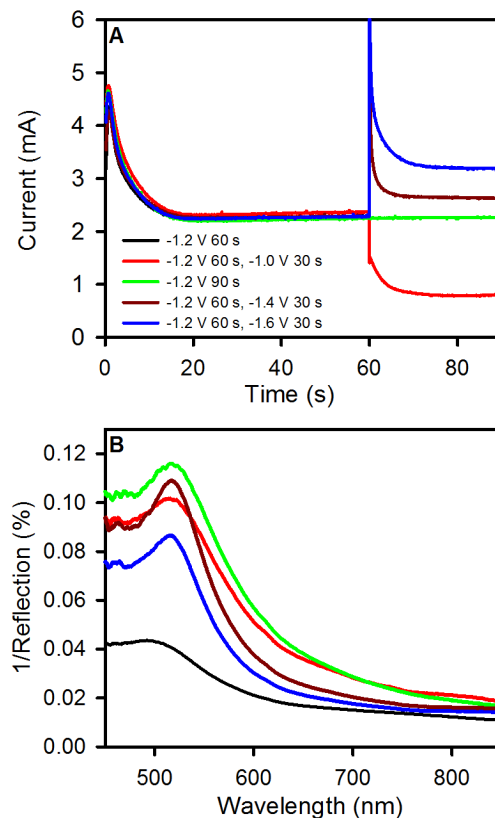 A
6
5
4
3
2
1
0
Current (mA)
-1.2 V 60 s
-1.2 V 60 s, -1.0 V 30 s
-1.2 V 90 s
-1.2 V 60 s, -1.4 V 30 s
-1.2 V 60 s, -1.6 V 30 s
0 20 40 60 80
Time (s)
B
0.12
0.10
0.08
0.06
0.04
0.02
0.00
1/Reflection (%)
500 600 700 800
Wavelength (nm)